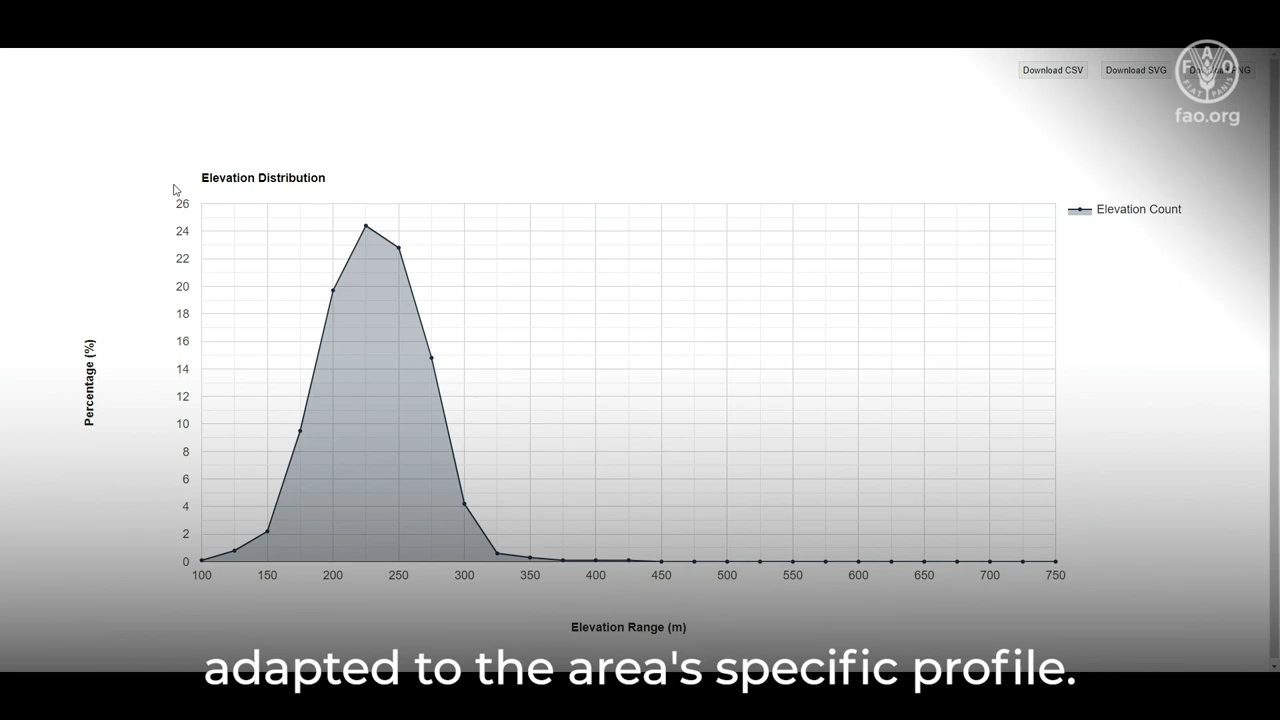 Download CSV
Download SVG
fao.org
Elevation Distribution
Elevation Count
26
24
22
20
18
16
14
12
10
8
6
4
2
0
Percentage (%)
100 150 200 250 300 350 400 450 500 550 600 650 700 750
Elevation Range (m)
adapted to the area's specific profile.